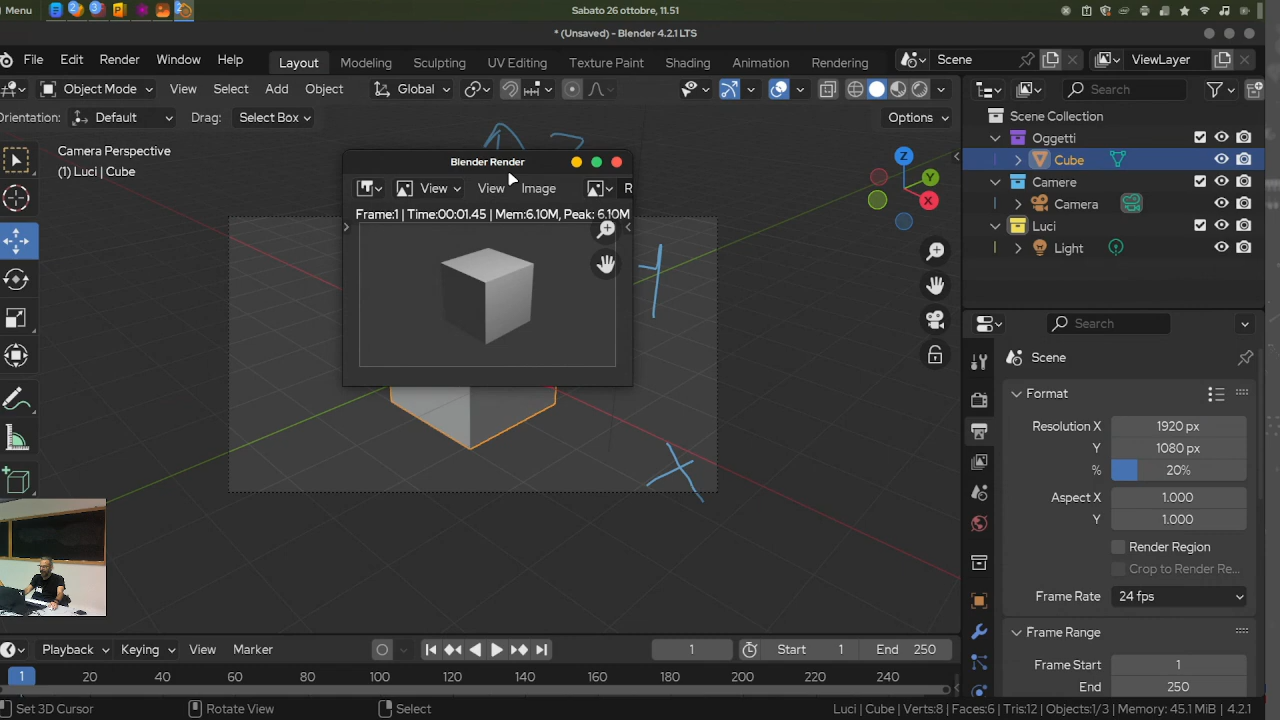 Menu
Sabato 26 ottobre, 11.51
* (Unsaved) - Blender 4.2.1 LTS
File Edit Render Window Help
Layout Modeling Sculpting UV Editing Texture Paint Shading Animation Rendering
Scene
ViewLayer
Object Mode View Select Add Object
Global
Search
Orientation: Default Drag: Select Box
Options
Camera Perspective
(1) Luci | Cube
Z
Y
X
Scene Collection
Oggetti
Cube
Camere
Camera
Luci
Light
Blender Render
View View Image R
Frame:1 | Time:00:01.45 | Mem:6.10M, Peak: 6.10M
Z
Y
X
Search
Scene
Format
Resolution X 1920 px
Y 1080 px
% 20%
Aspect X 1.000
Y 1.000
Render Region
Crop to Render Re...
Frame Rate 24 fps
Frame Range
Frame Start 1
End 250
Playback Keying View Marker
1
Start 1 End 250
1 20 40 60 80 100 120 140 160 180 200 220 240
Set 3D Cursor Rotate View Select
Luci | Cube | Verts:8 | Faces:6 | Tris:12 | Objects:1/3 | Memory: 45.1 MiB | 4.2.1